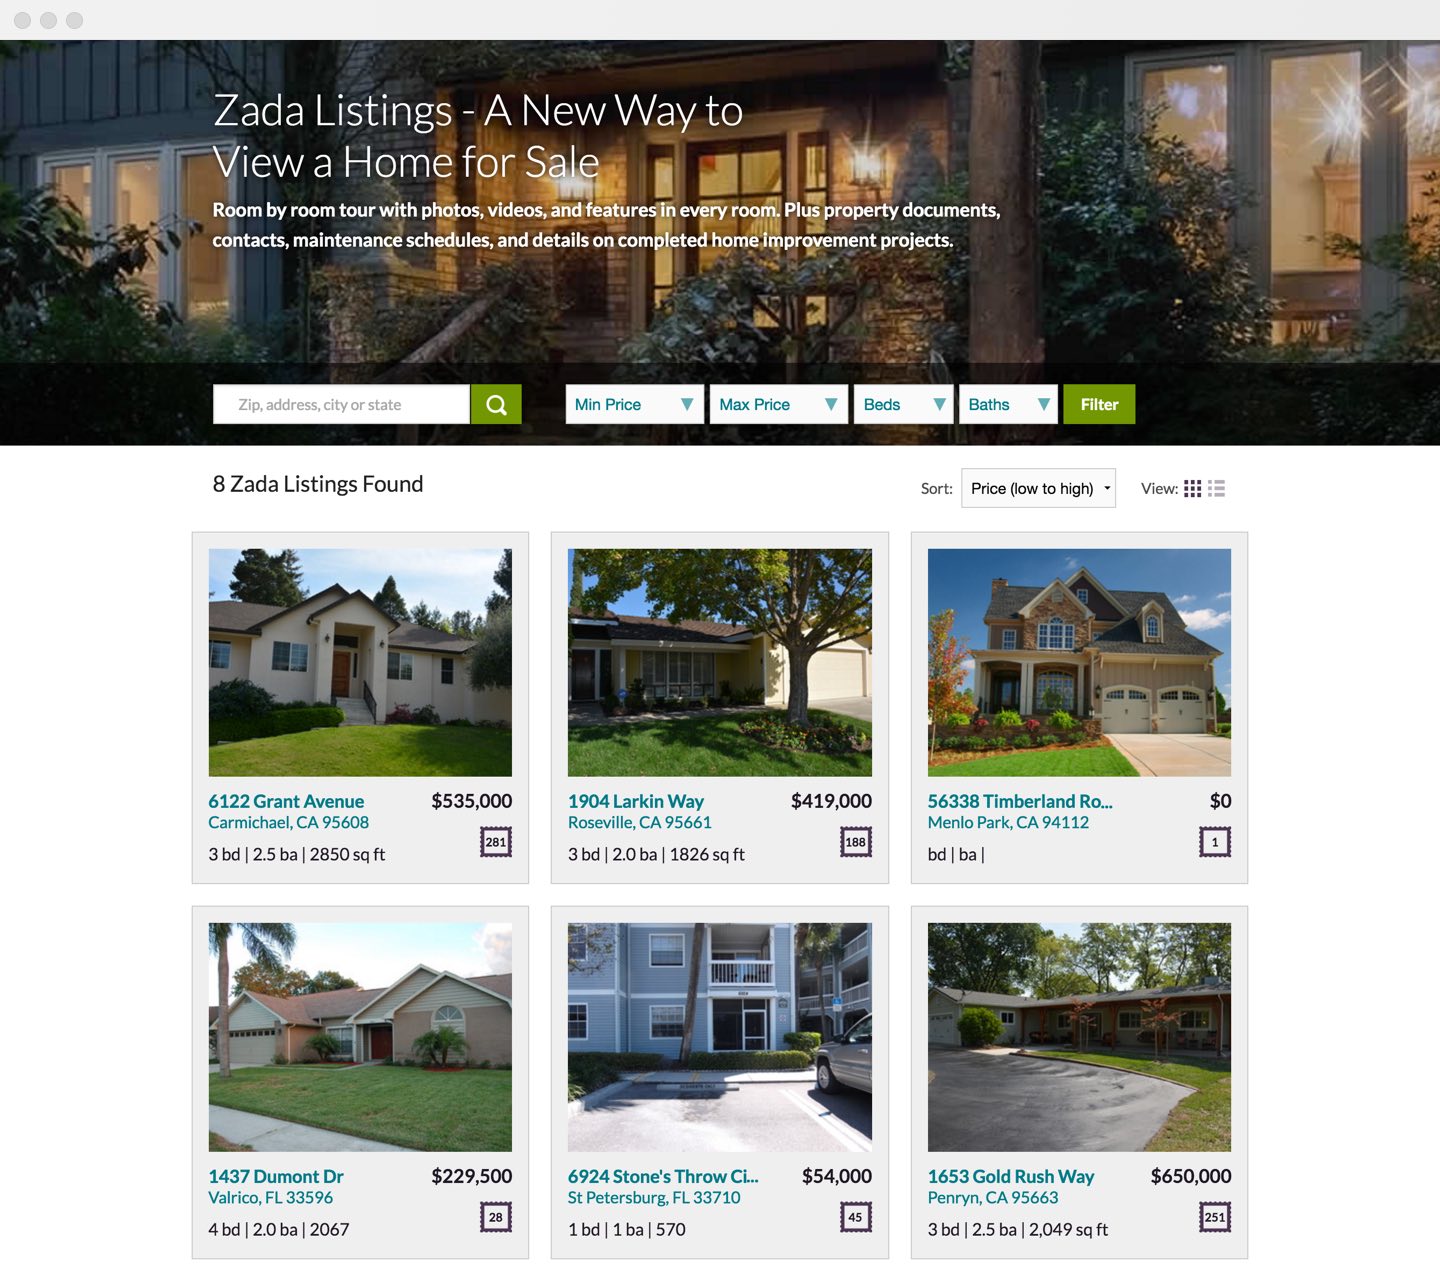 Zada Listings - A New Way to
View a Home for Sale
Room by room tour with photos, videos, and features in every room. Plus property documents,
contacts, maintenance schedules, and details on completed home improvement projects.
Zip, address, city or state
Min Price
Max Price
Beds
Baths
Filter
8 Zada Listings Found
Sort:
Price (low to high)
View:
6122 Grant Avenue
$535,000
Carmichael, CA 95608
281
3 bd | 2.5 ba | 2850 sq ft
1904 Larkin Way
$419,000
Roseville, CA 95661
188
3 bd | 2.0 ba | 1826 sq ft
56338 Timberland Ro...
$0
Menlo Park, CA 94112
1
bd | ba |
1437 Dumont Dr
$229,500
Valrico, FL 33596
28
4 bd | 2.0 ba | 2067
6924 Stone's Throw Ci...
$54,000
St Petersburg, FL 33710
45
1 bd | 1 ba | 570
1653 Gold Rush Way
$650,000
Penryn, CA 95663
251
3 bd | 2.5 ba | 2,049 sq ft